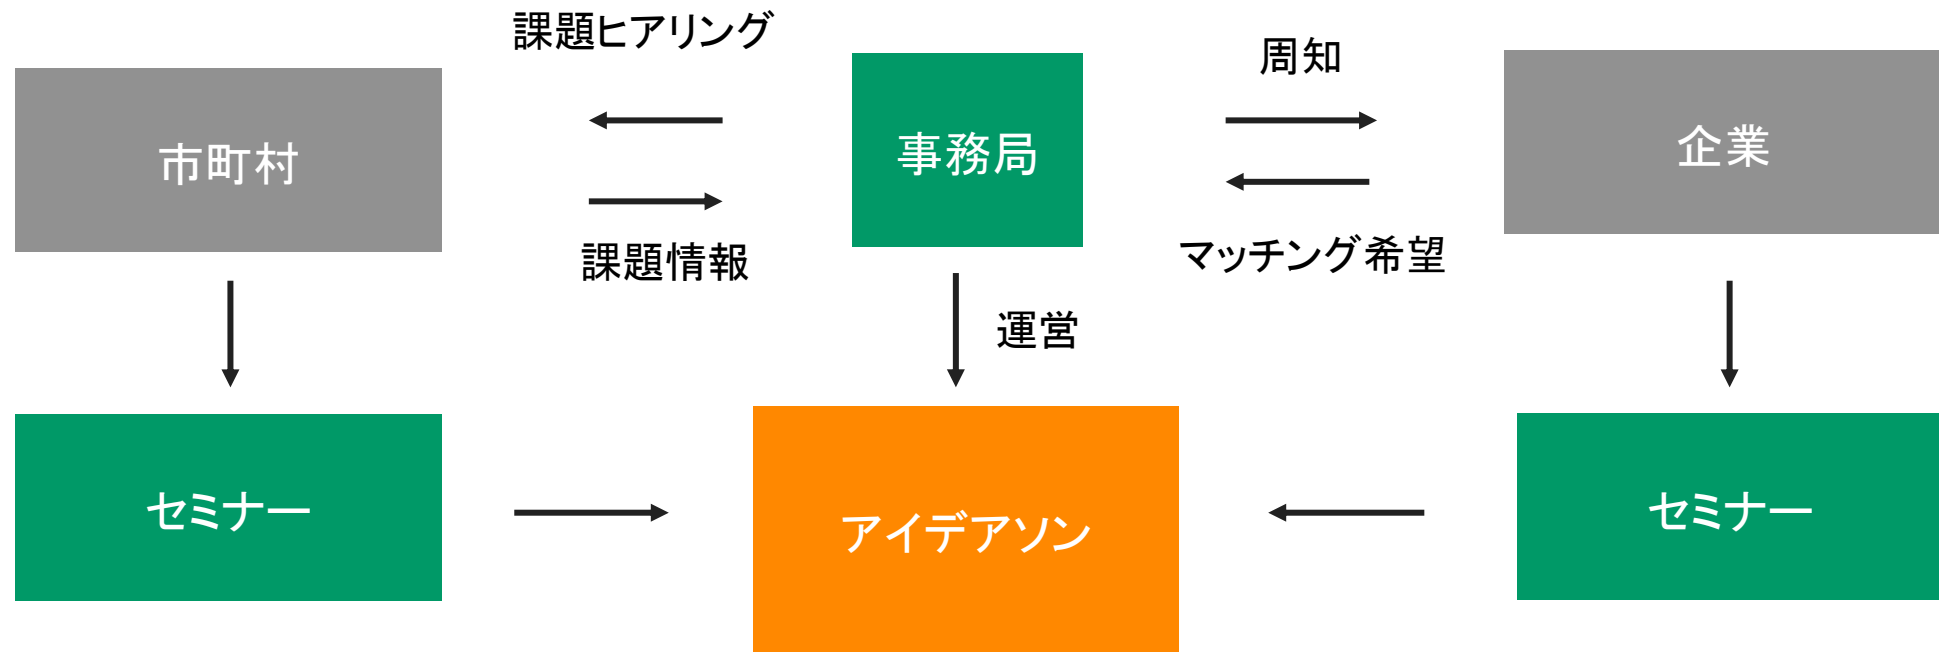 課題ヒアリング
周知
市町村
事務局
企業
課題情報
マッチング希望
運営
セミナー
アイデアソン
セミナー